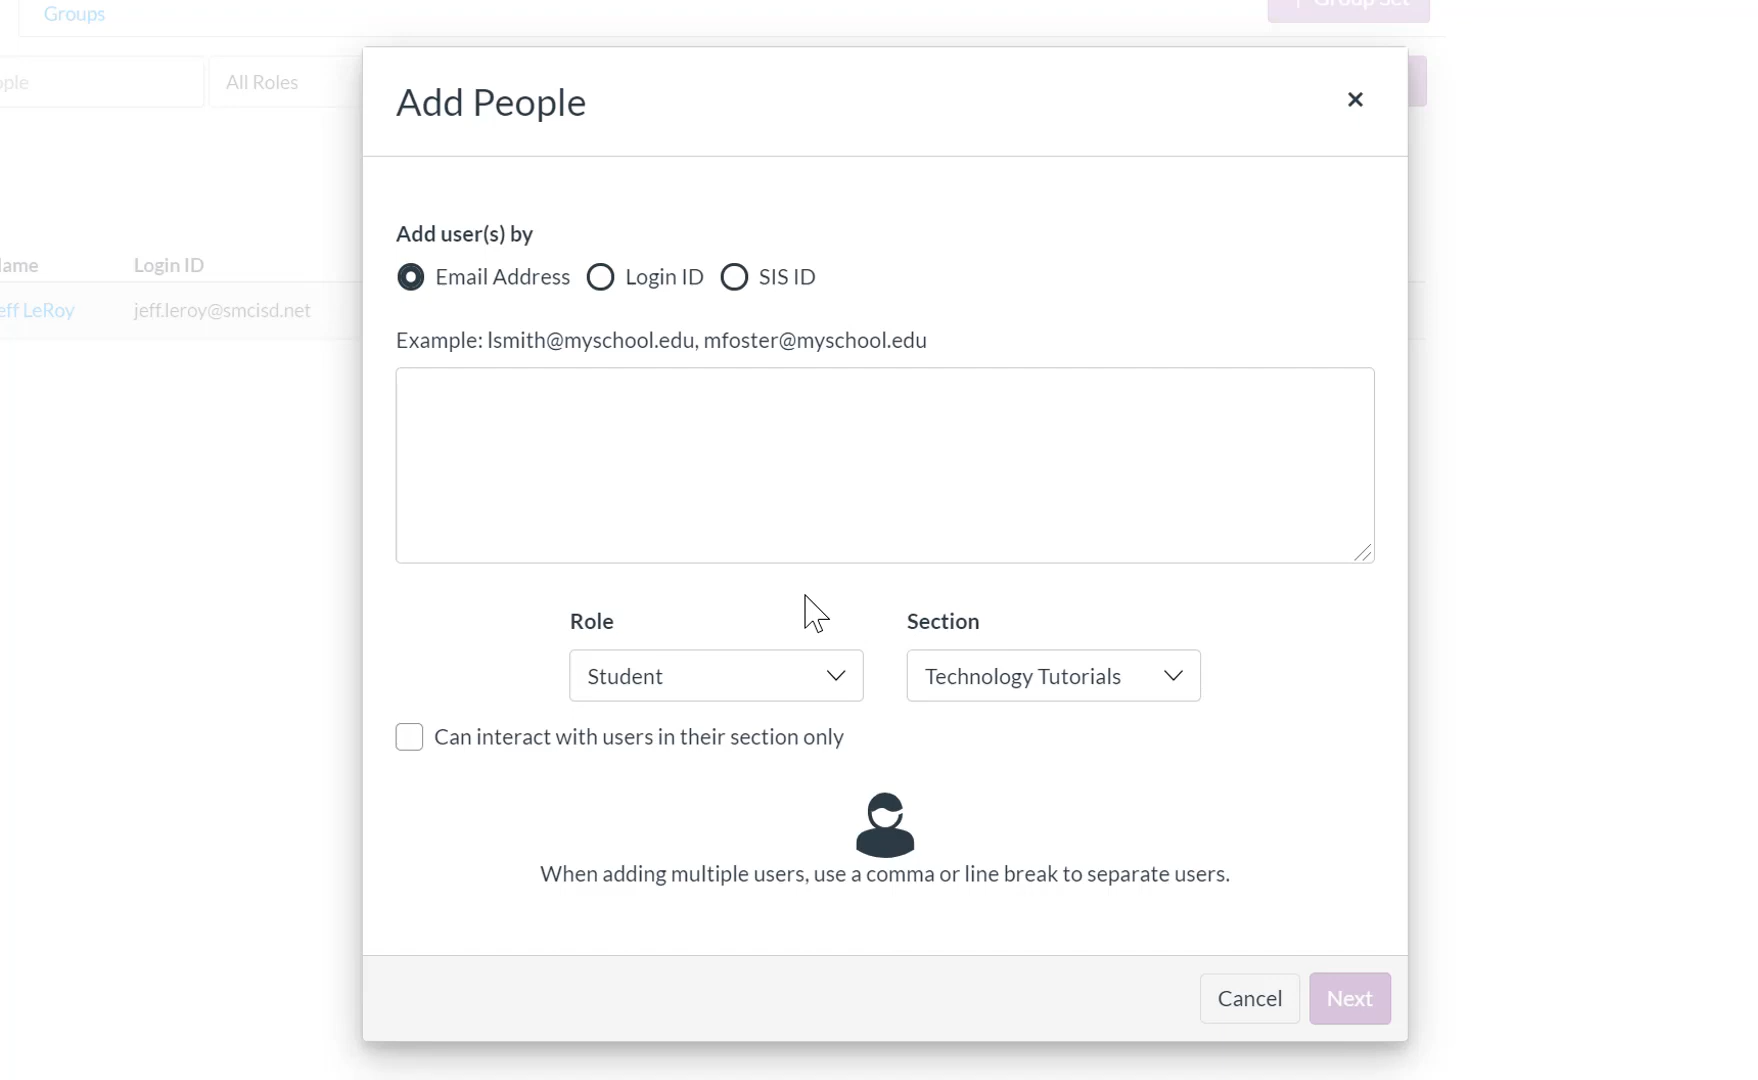 Groups
Group Set
All Roles
Add People
Add user(s) by
Email Address Login ID SIS ID
Login ID
Example: lsmith@myschool.edu, mfoster@myschool.edu
eff LeRoy jeff.leroy@smcisd.net
Role Section
Student Technology Tutorials
Can interact with users in their section only
When adding multiple users, use a comma or line break to separate users.
Cancel Next